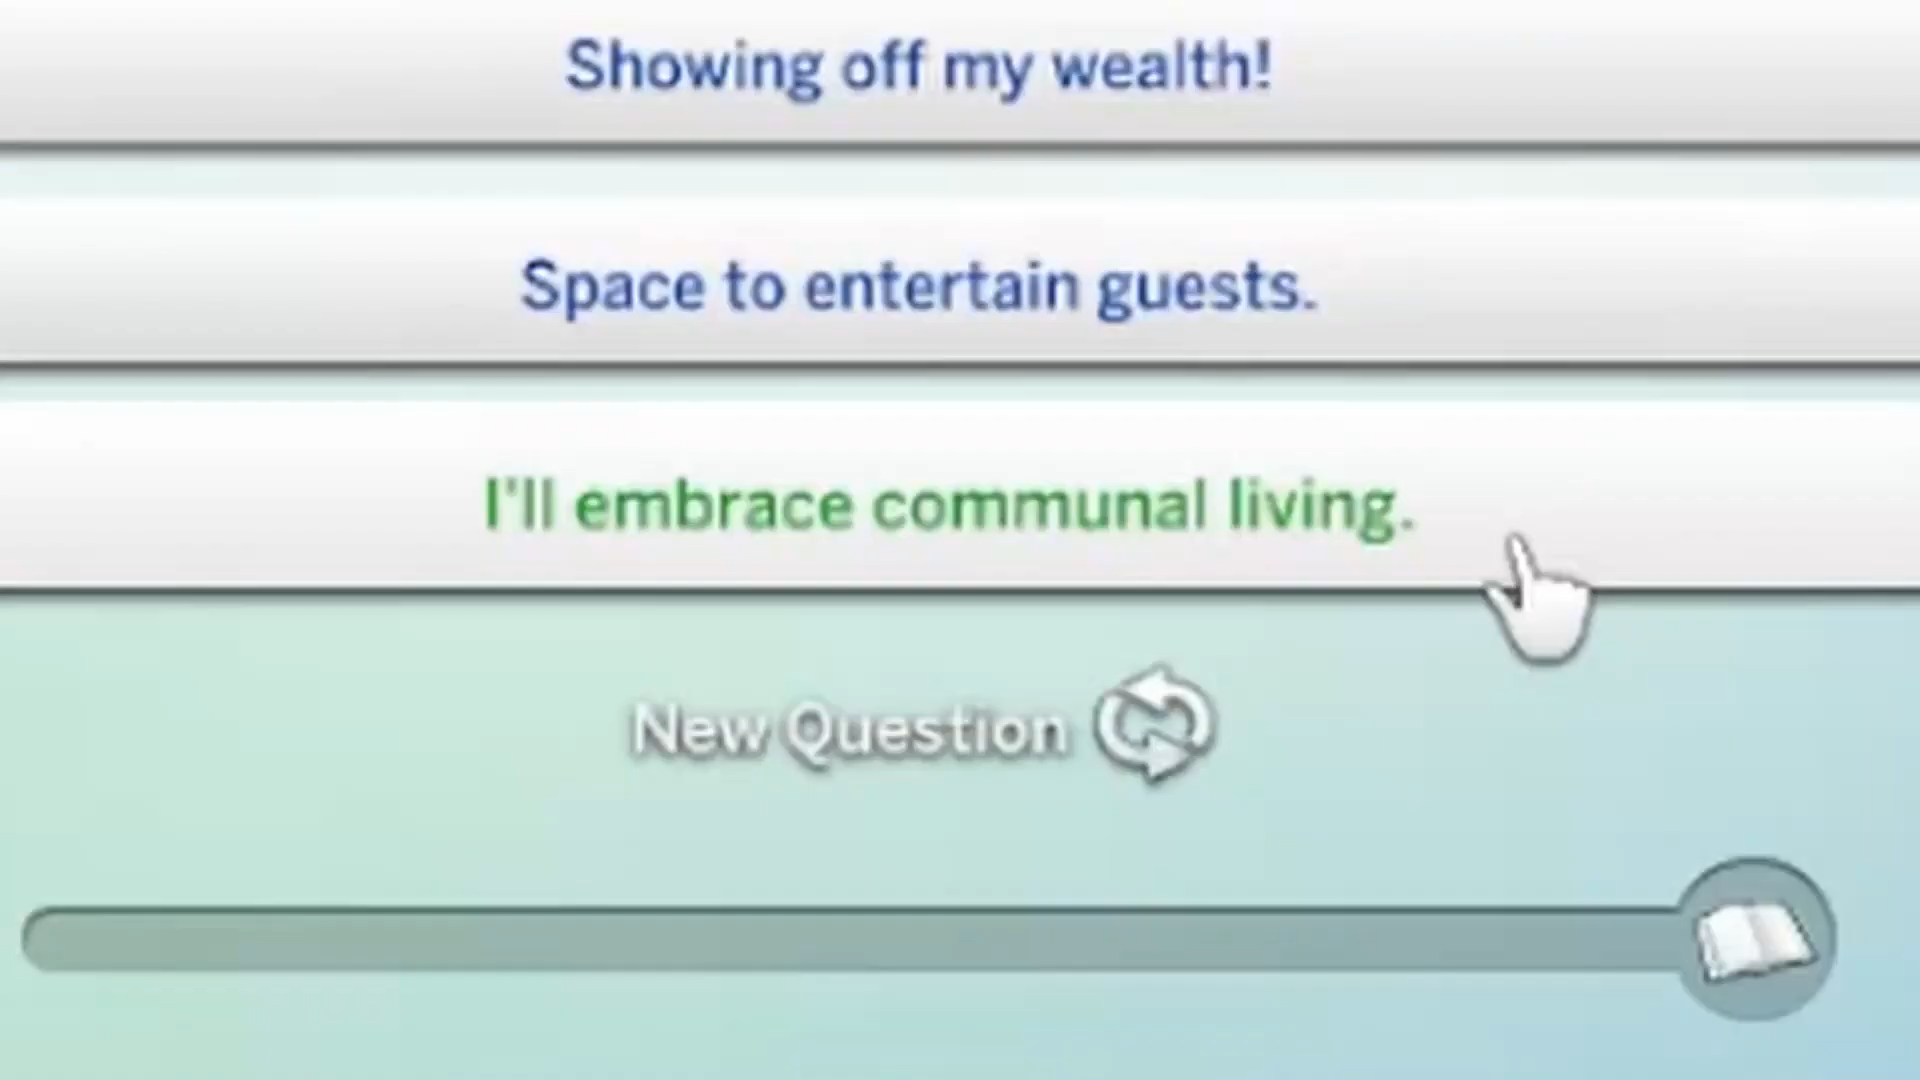 Showing off my wealth!
Space to entertain guests.
I'll embrace communal living.
New Question